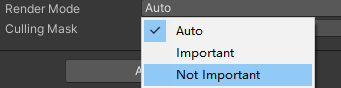 Render Mode Auto
Culling Mask
Auto
Important
A
Not Important